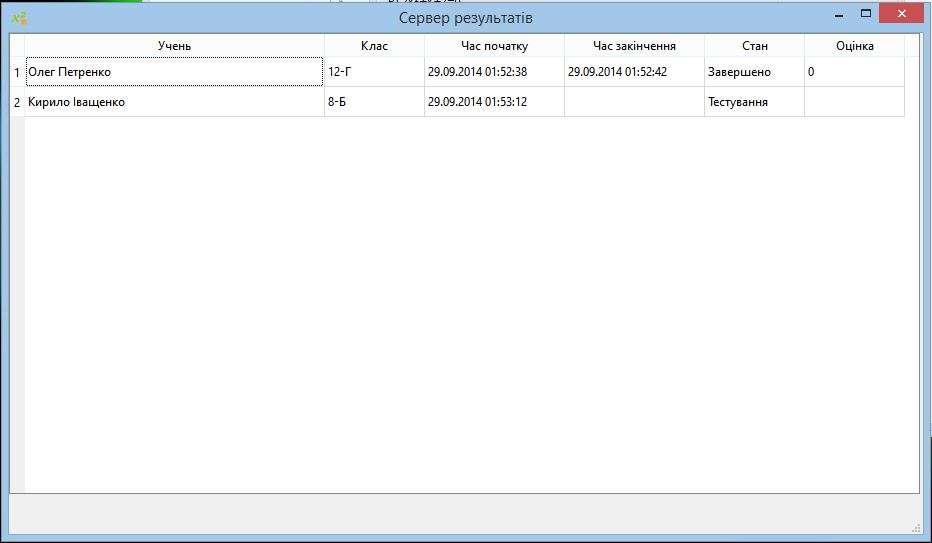 Сервер результатів
Учень Клас Час початку Час закінчення Стан Оцінка
1 Олег Петренко 12-Г 29.09.2014 01:52:38 29.09.2014 01:52:42 Завершено 0
2 Кирило Іващенко 8-Б 29.09.2014 01:53:12 Тестування